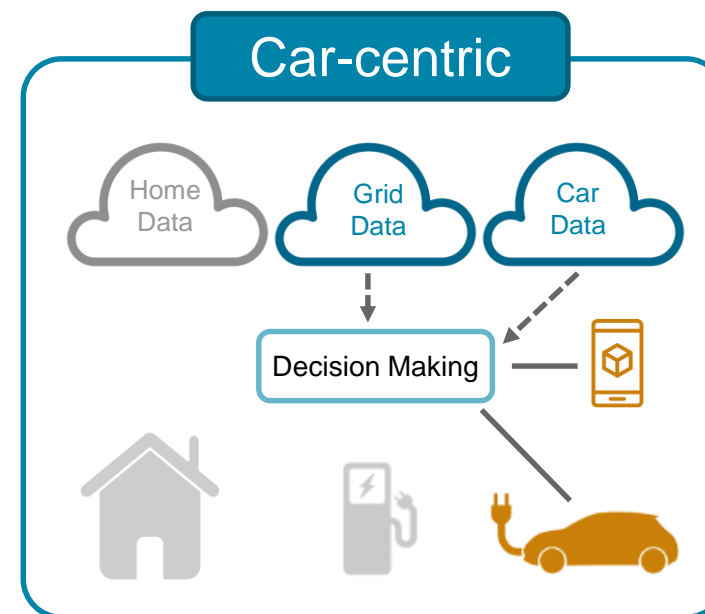 Car-centric
Home
Data
Grid
Data
Car
Data
Decision Making